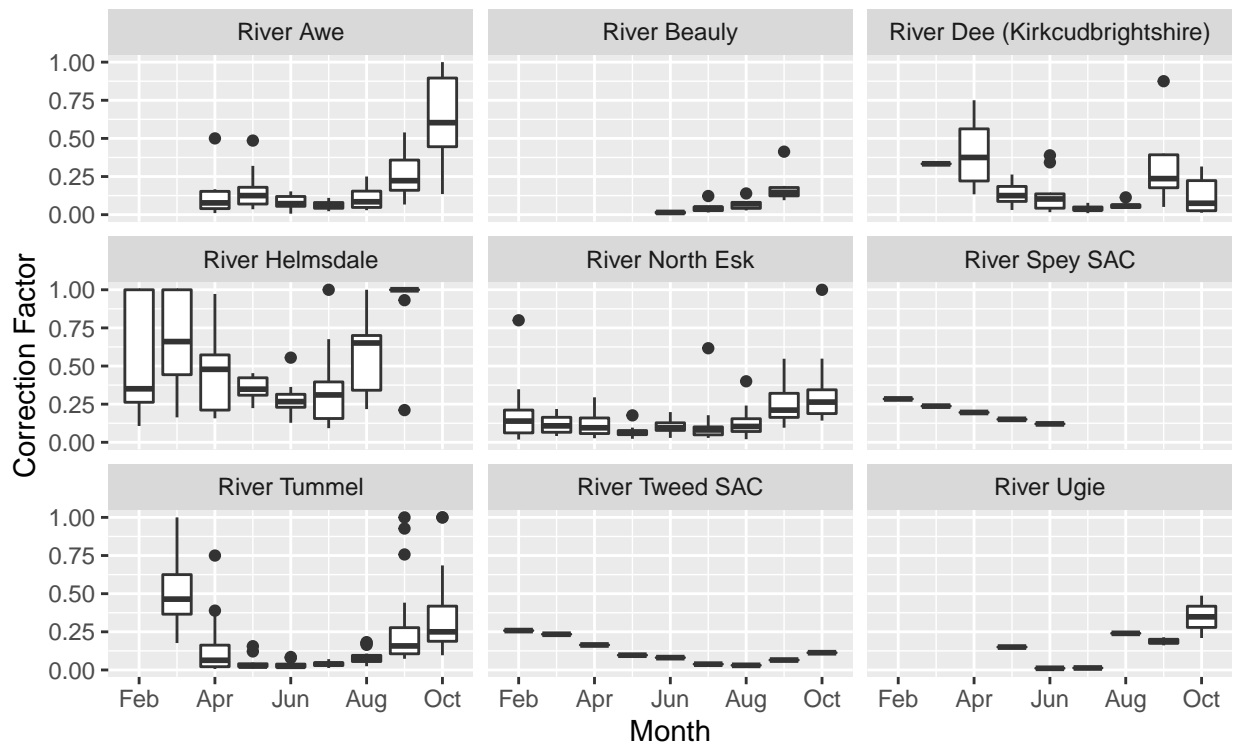 River Awe
River Beauly
River Dee (Kirkcudbrightshire)
1.00
0.75
0.50
0.25
0.00
River Helmsdale
River North Esk
River Spey SAC
1.00
0.75
0.50
0.25
0.00
River Tummel
River Tweed SAC
River Ugie
1.00
0.75
0.50
0.25
0.00
Feb Apr Jun Aug Oct
Feb Apr Jun Aug Oct
Feb Apr Jun Aug Oct
Month
Correction Factor